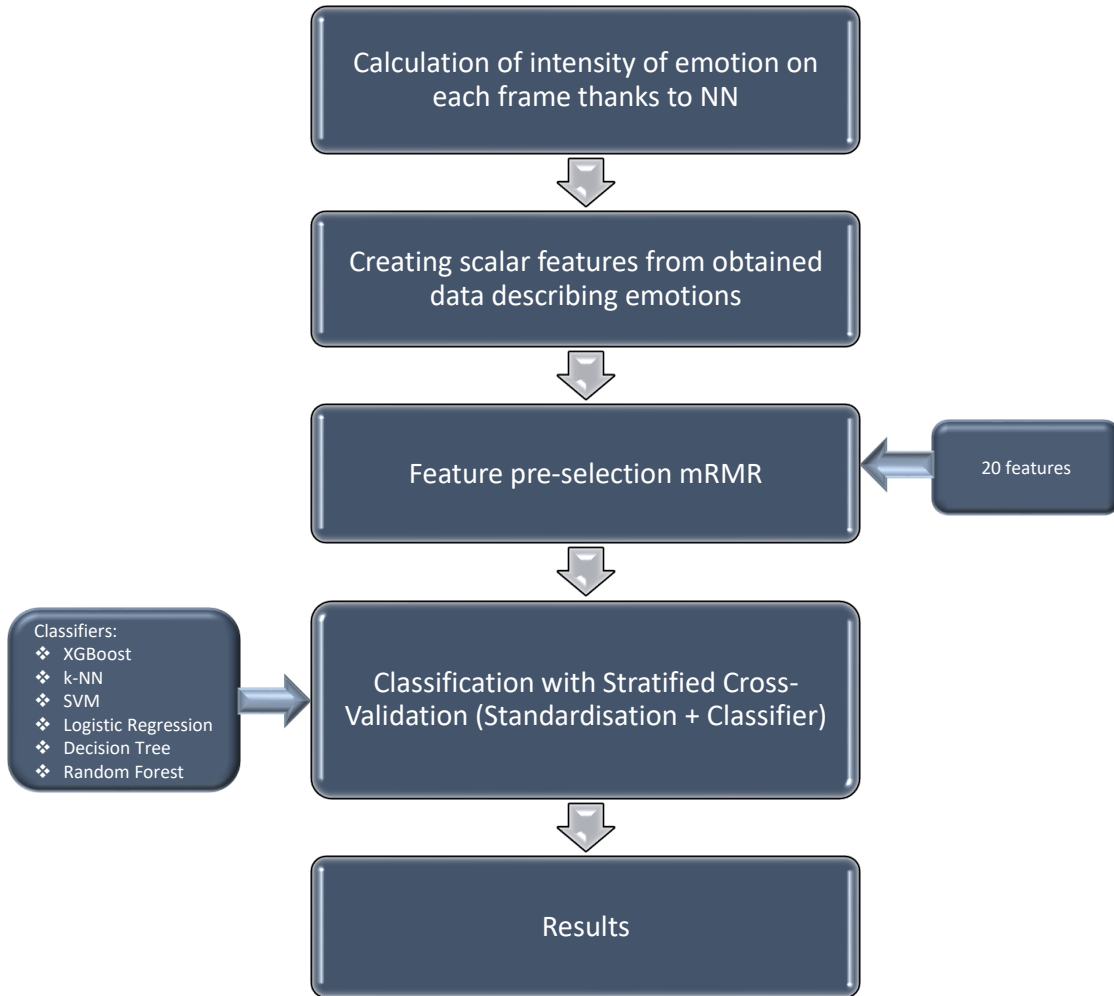 Calculation of intensity of emotion on
each frame thanks to NN
Creating scalar features from obtained
data describing emotions
Feature pre-selection mRMR
20 features
Classifiers:
❖ XGBoost
❖ k-NN
❖ SVM
❖ Logistic Regression
❖ Decision Tree
❖ Random Forest
Classification with Stratified Cross-
Validation (Standardisation + Classifier)
Results